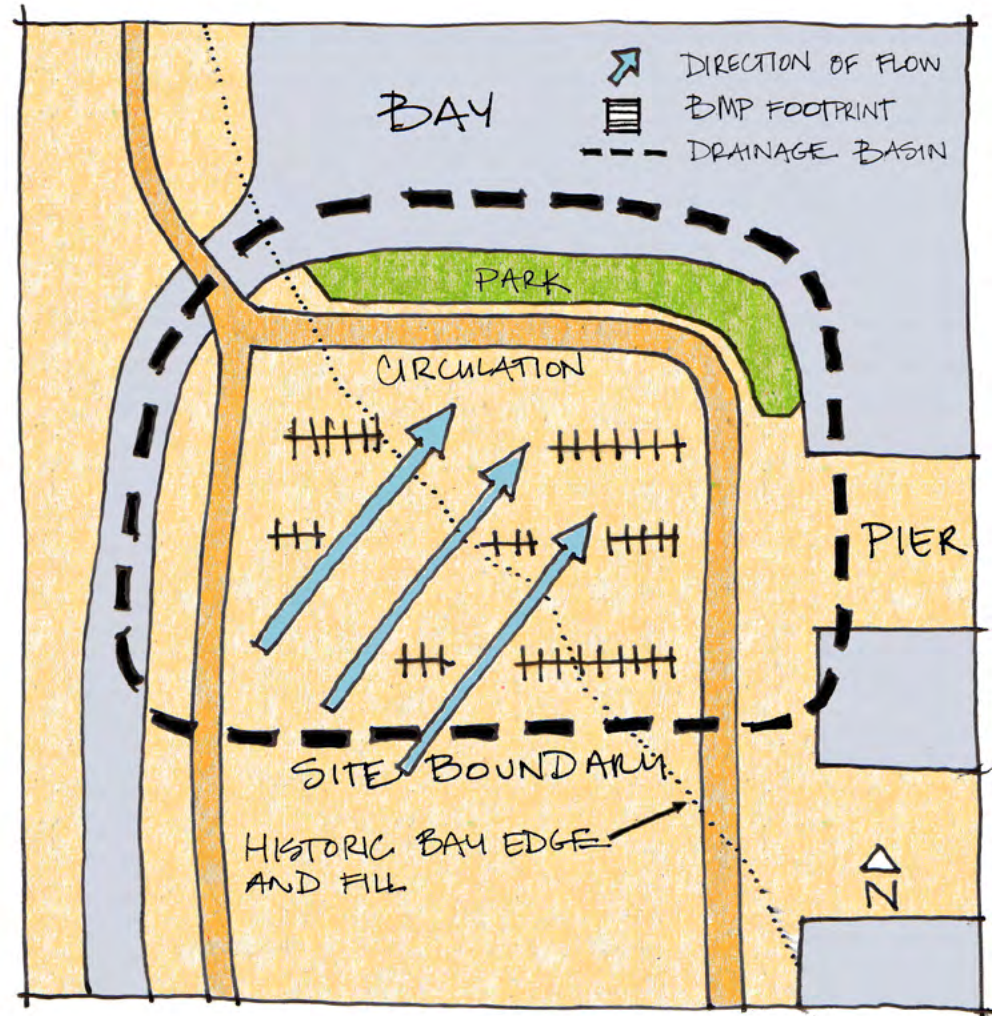 DIRECTION OF FLOW
BAY
BMP FOOTPRINT
DRAINAGE BASIN
PARK
CIRCULATION
PIER
SITE BOUNDARY
HISTORIC BAY EDGE
AND FILL
N